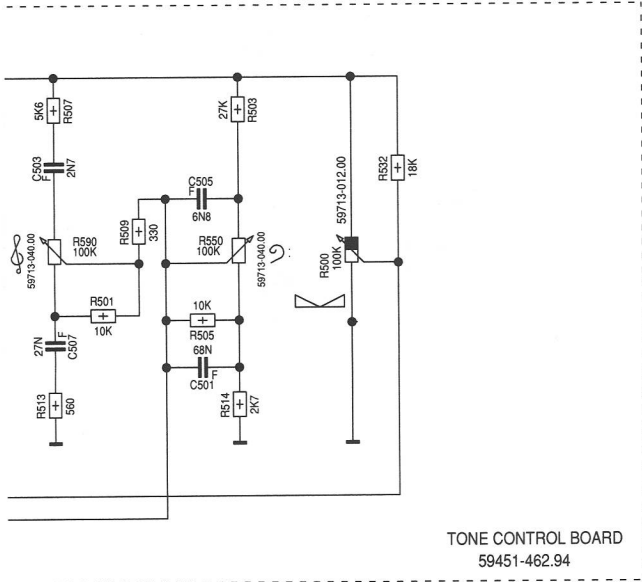 5K6
R507
27K
R503
C503
F
2N7
C505
F
6N8
59713-012.00
R532
18K
R509
330
R590
100K
59713-040.00
R550
100K
59713-040.00
R500
100K
R501
10K
10K
R505
27N
F
C507
68N
F
C501
R513
560
R514
2K7
TONE CONTROL BOARD
59451-462.94